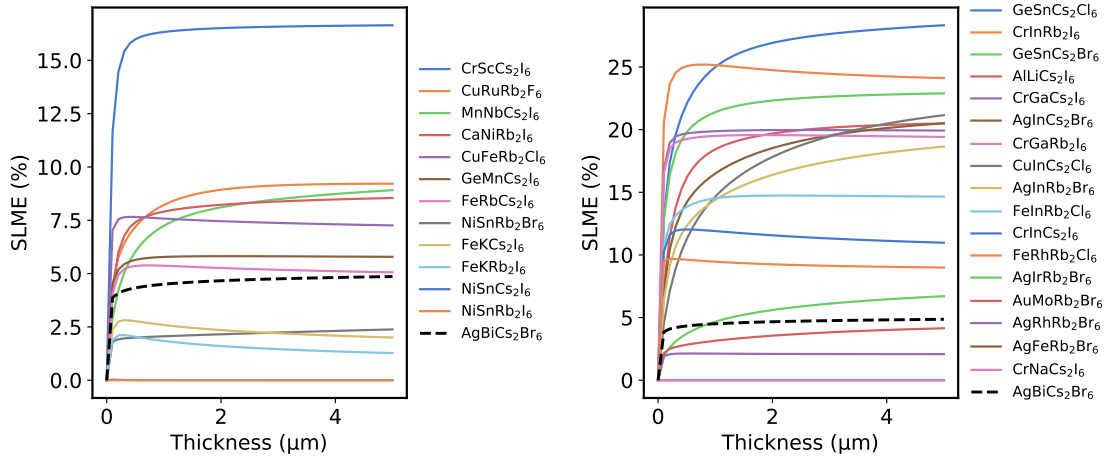 SLME (%)
15.0
12.5
10.0
7.5
5.0
2.5
0.0
0
2
4
Thickness (μm)
CrScCs₂I₆
CuRuRb₂F₆
MnNbCs₂I₆
CaNiRb₂I₆
CuFeRb₂Cl₆
GeMnCs₂I₆
FeRbCs₂I₆
NiSnRb₂Br₆
FeKCs₂I₆
FeKRb₂I₆
NiSnCs₂I₆
NiSnRb₂I₆
AgBiCs₂Br₆
SLME (%)
25
20
15
10
5
0
0
2
4
Thickness (μm)
GeSnCs₂Cl₆
CrInRb₂I₆
GeSnCs₂Br₆
AlLiCs₂I₆
CrGaCs₂I₆
AgInCs₂Br₆
CrGaRb₂I₆
CuInCs₂Cl₆
AgInRb₂Br₆
FeInRb₂Cl₆
CrInCs₂I₆
FeRhRb₂Cl₆
AgIrRb₂Br₆
AuMoRb₂Br₆
AgRhRb₂Br₆
AgFeRb₂Br₆
CrNaCs₂I₆
AgBiCs₂Br₆